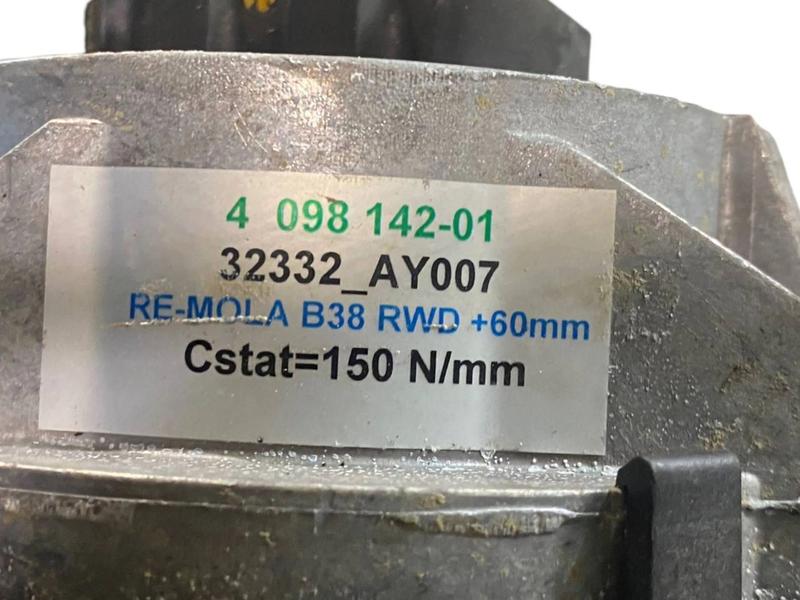 4 098 142-01
32332_AY007
RE-MOLA B38 RWD +60mm
Cstat=150 N/mm